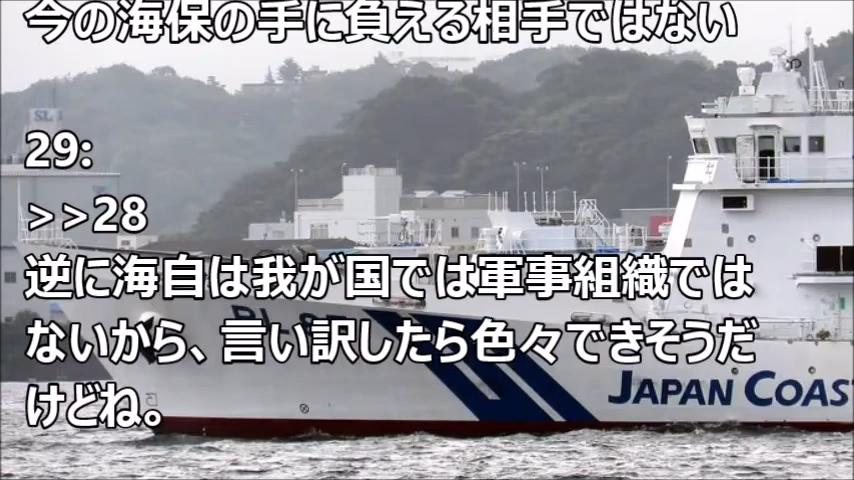 今の海保の手に負える相手ではない
29:
>>28
逆に海自は我が国では軍事組織では
ないから、言い訳したら色々できそうだ
けどね。
JAPAN COAS